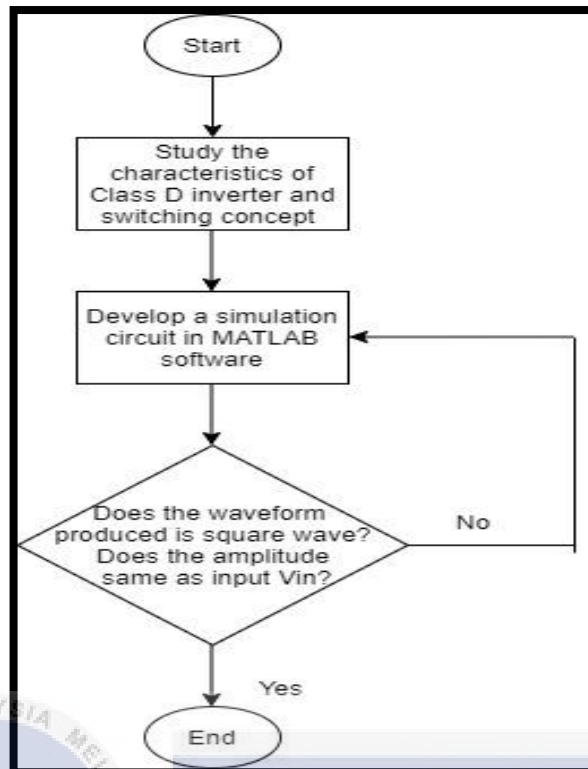 Start
Study the
characteristics of
Class D inverter and
switching concept
Develop a simulation
circuit in MATLAB
software
Does the waveform
produced is square wave?
Does the amplitude
same as input Vin?
No
Yes
End